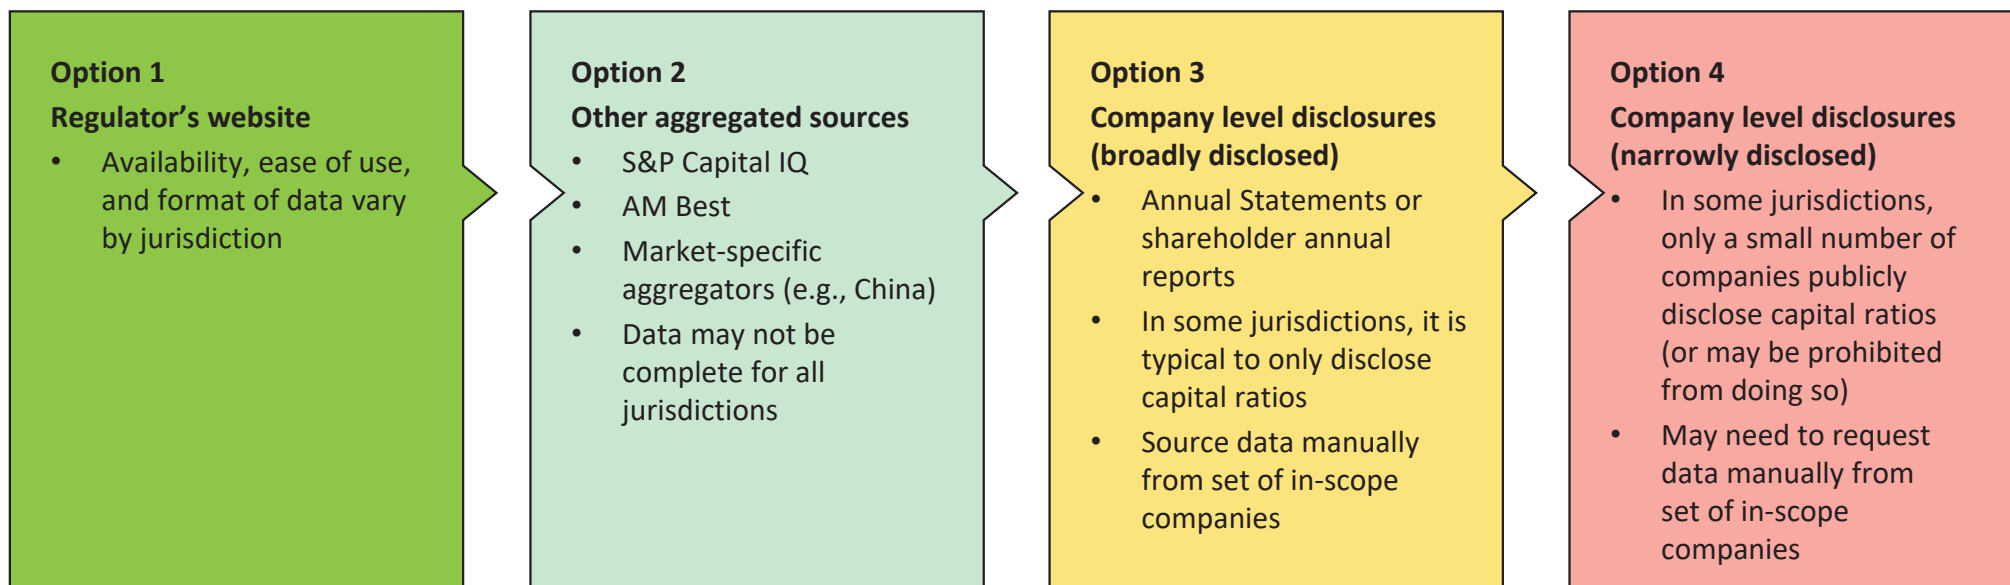 Option 1
Regulator’s website
• Availability, ease of use,
and format of data vary
by jurisdiction
Option 2
Other aggregated sources
• S&P Capital IQ
• AM Best
• Market-specific
aggregators (e.g., China)
• Data may not be
complete for all
jurisdictions
Option 3
Company level disclosures
(broadly disclosed)
• Annual Statements or
shareholder annual
reports
• In some jurisdictions, it is
typical to only disclose
capital ratios
• Source data manually
from set of in-scope
companies
Option 4
Company level disclosures
(narrowly disclosed)
• In some jurisdictions,
only a small number of
companies publicly
disclose capital ratios
(or may be prohibited
from doing so)
• May need to request
data manually from
set of in-scope
companies